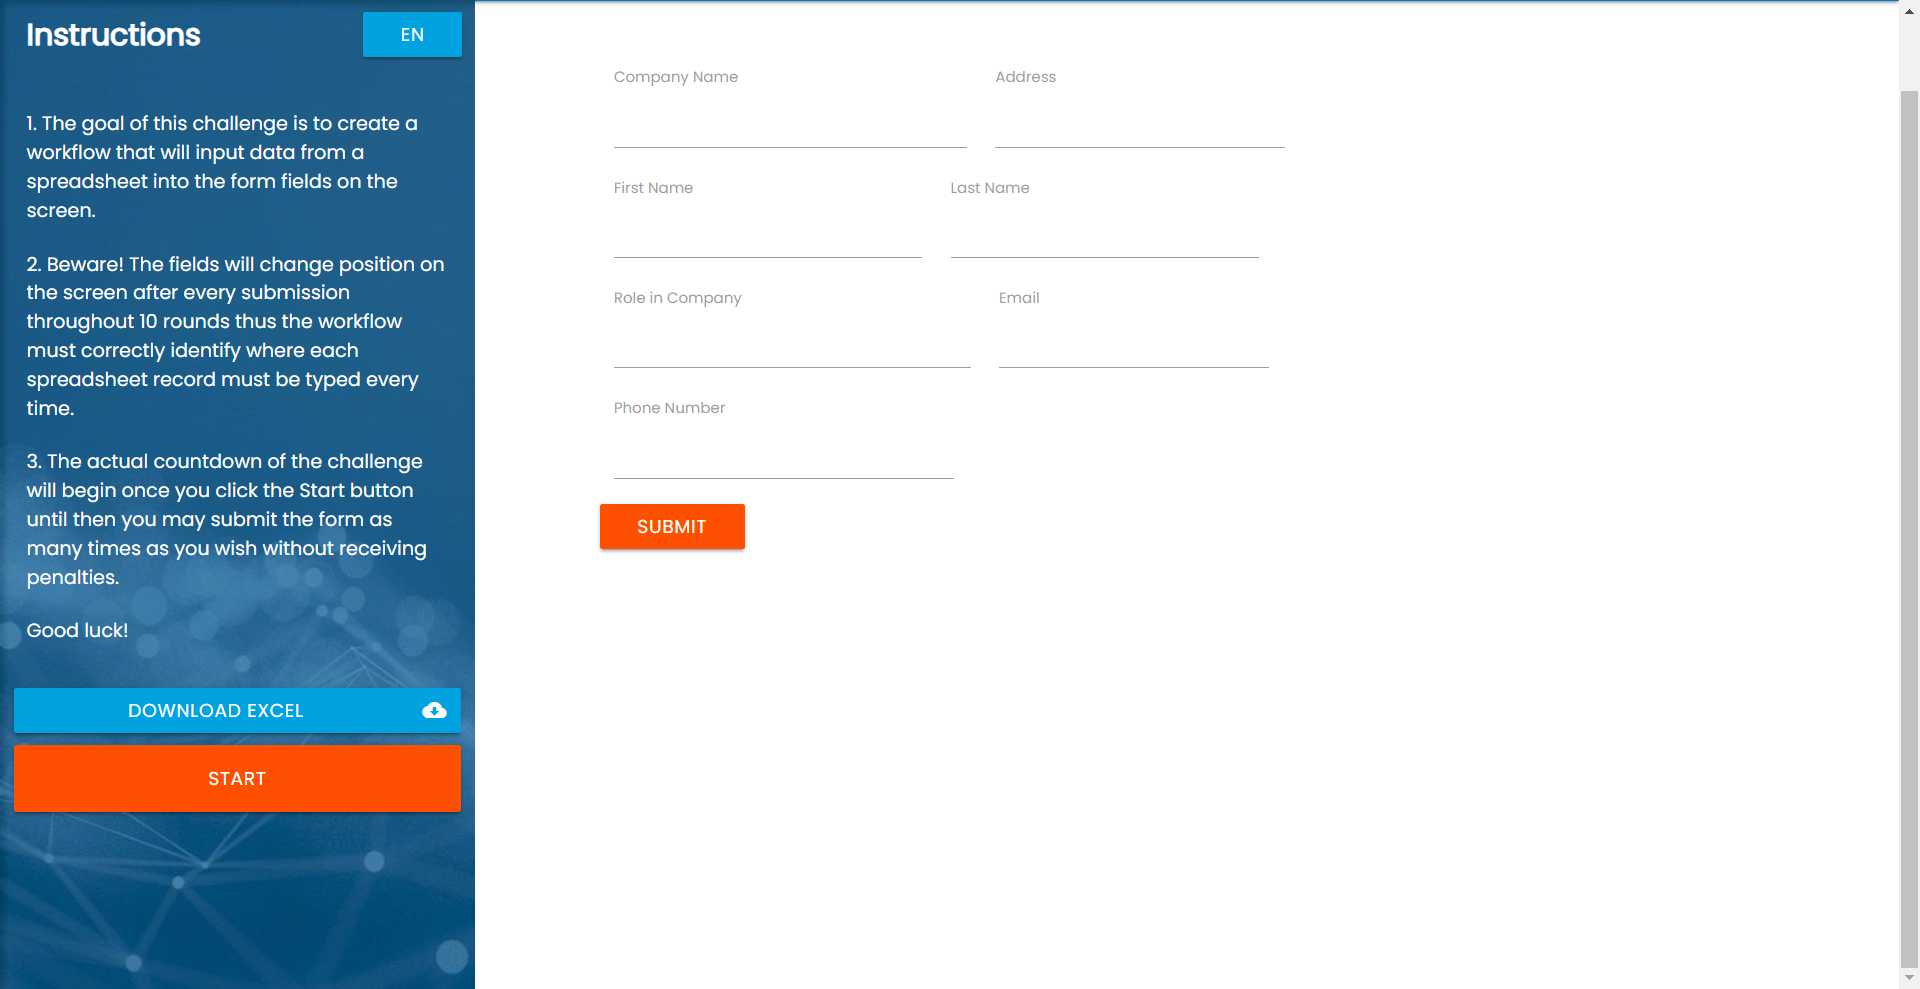 Instructions
EN
1. The goal of this challenge is to create a
workflow that will input data from a
spreadsheet into the form fields on the
screen.
2. Beware! The fields will change position on
the screen after every submission
throughout 10 rounds thus the workflow
must correctly identify where each
spreadsheet record must be typed every
time.
3. The actual countdown of the challenge
will begin once you click the Start button
until then you may submit the form as
many times as you wish without receiving
penalties.
Good luck!
DOWNLOAD EXCEL
START
Company Name
Address
First Name
Last Name
Role in Company
Email
Phone Number
SUBMIT